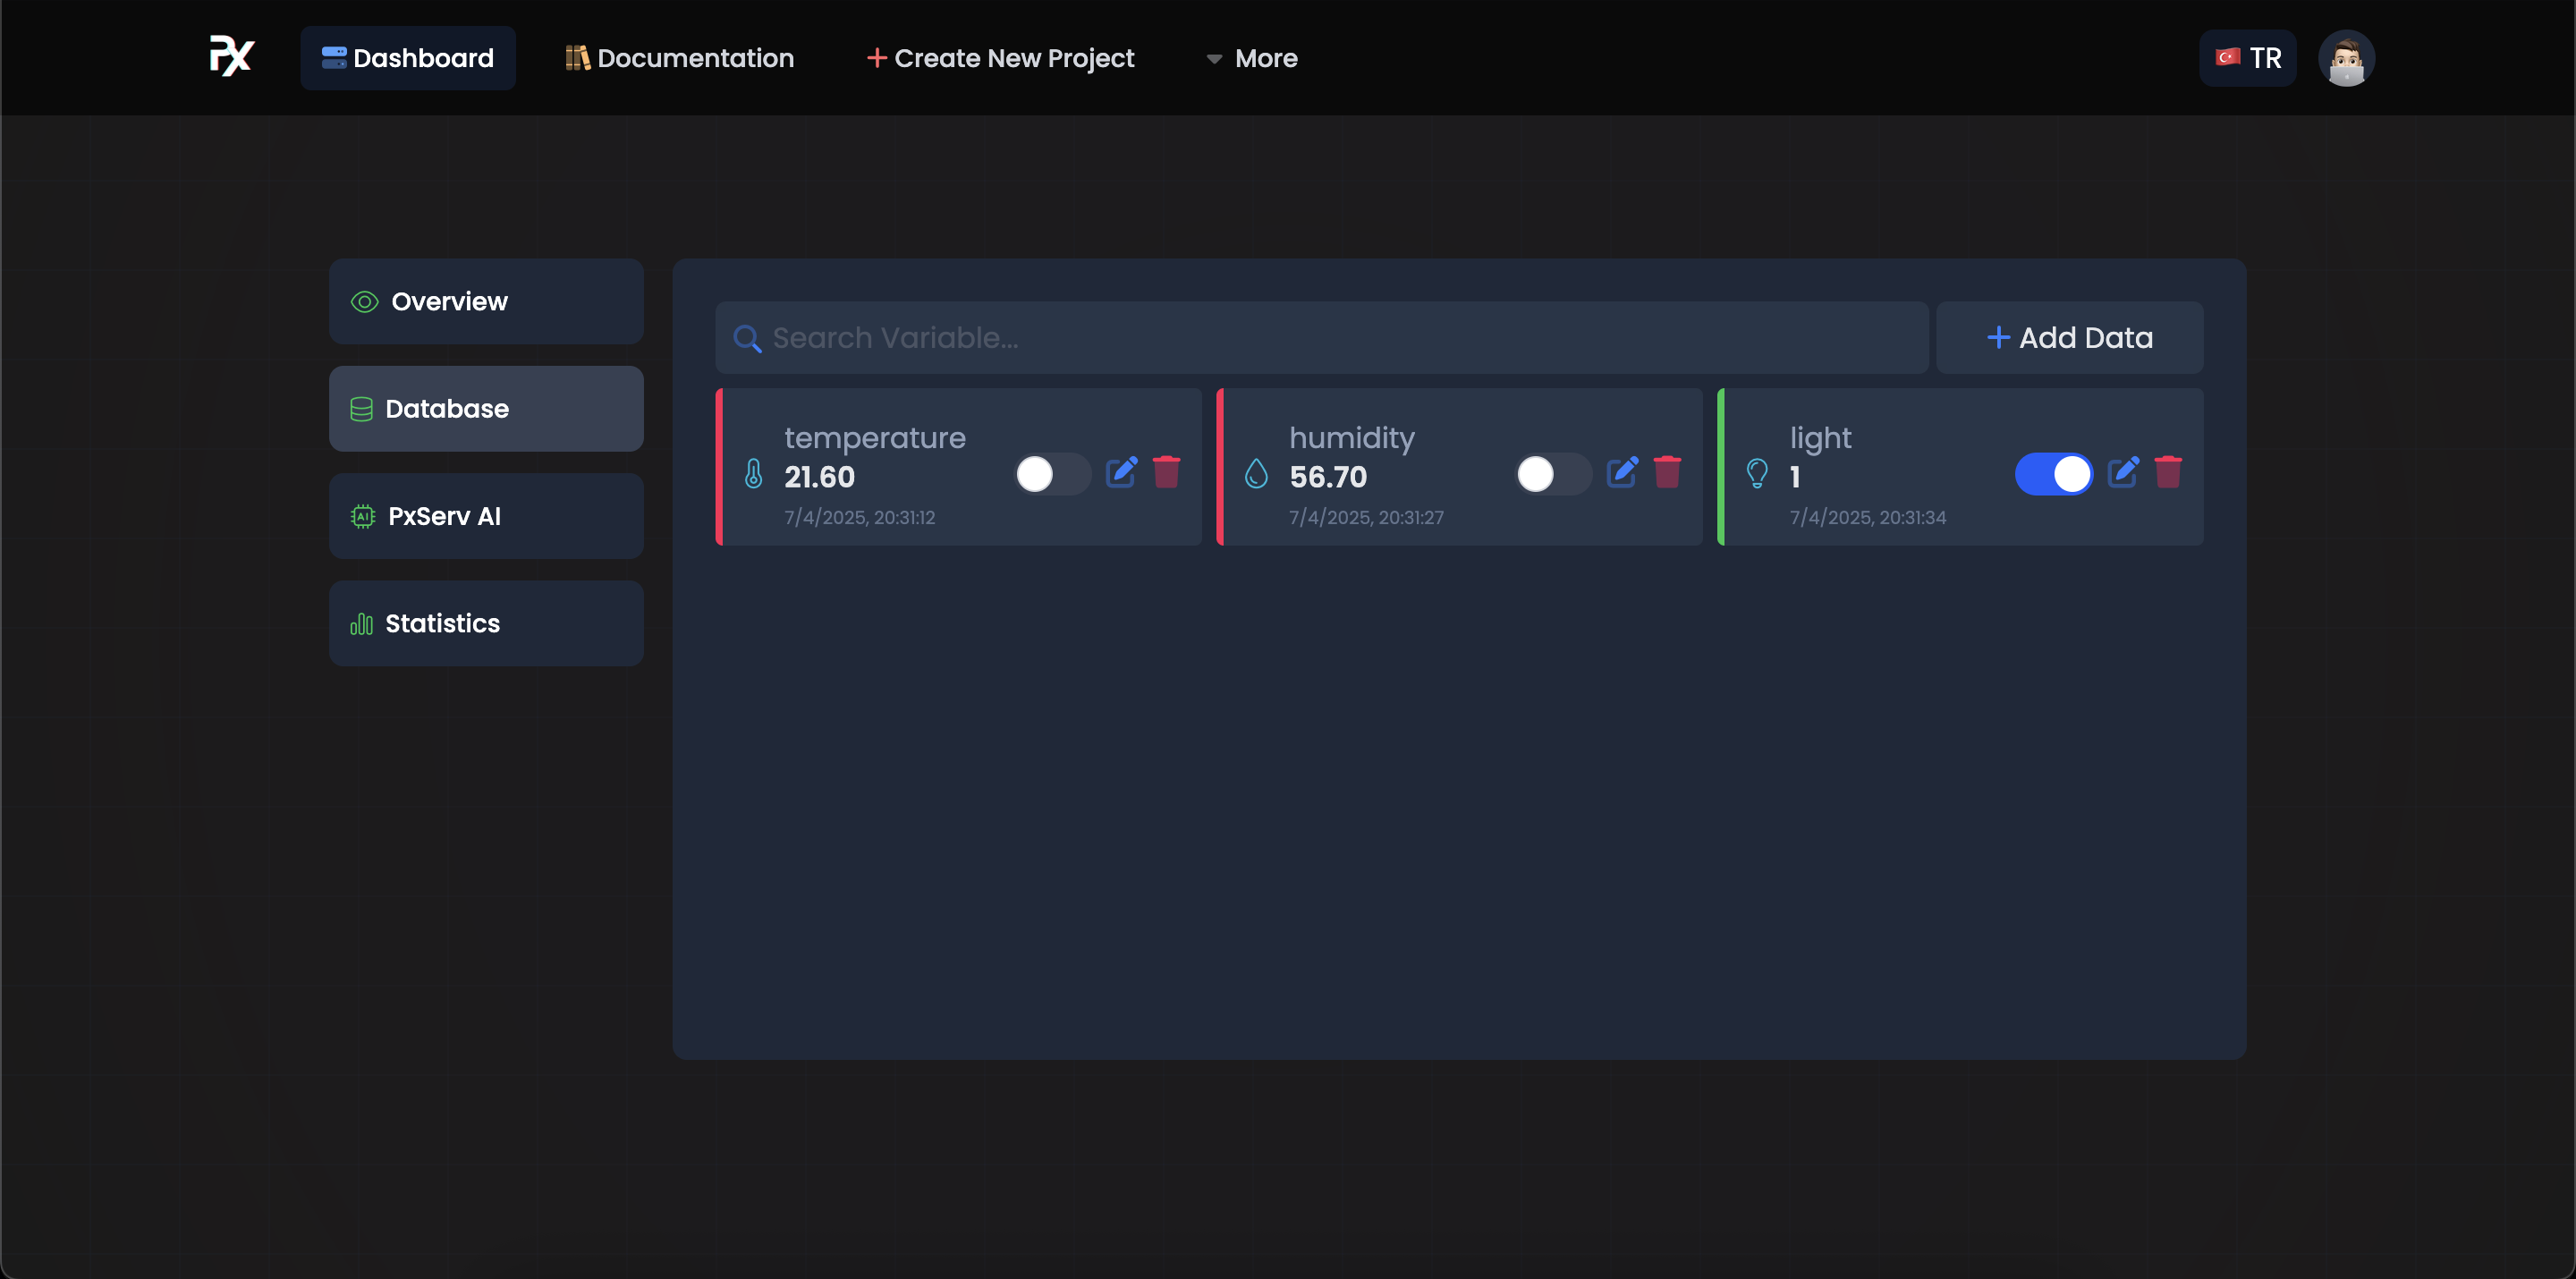 PX
Dashboard
Documentation
+ Create New Project
More
TR
Overview
Database
AI PxServ AI
Statistics
Search Variable...
+ Add Data
temperature
21.60
7/4/2025, 20:31:12
humidity
56.70
7/4/2025, 20:31:27
light
1
7/4/2025, 20:31:34